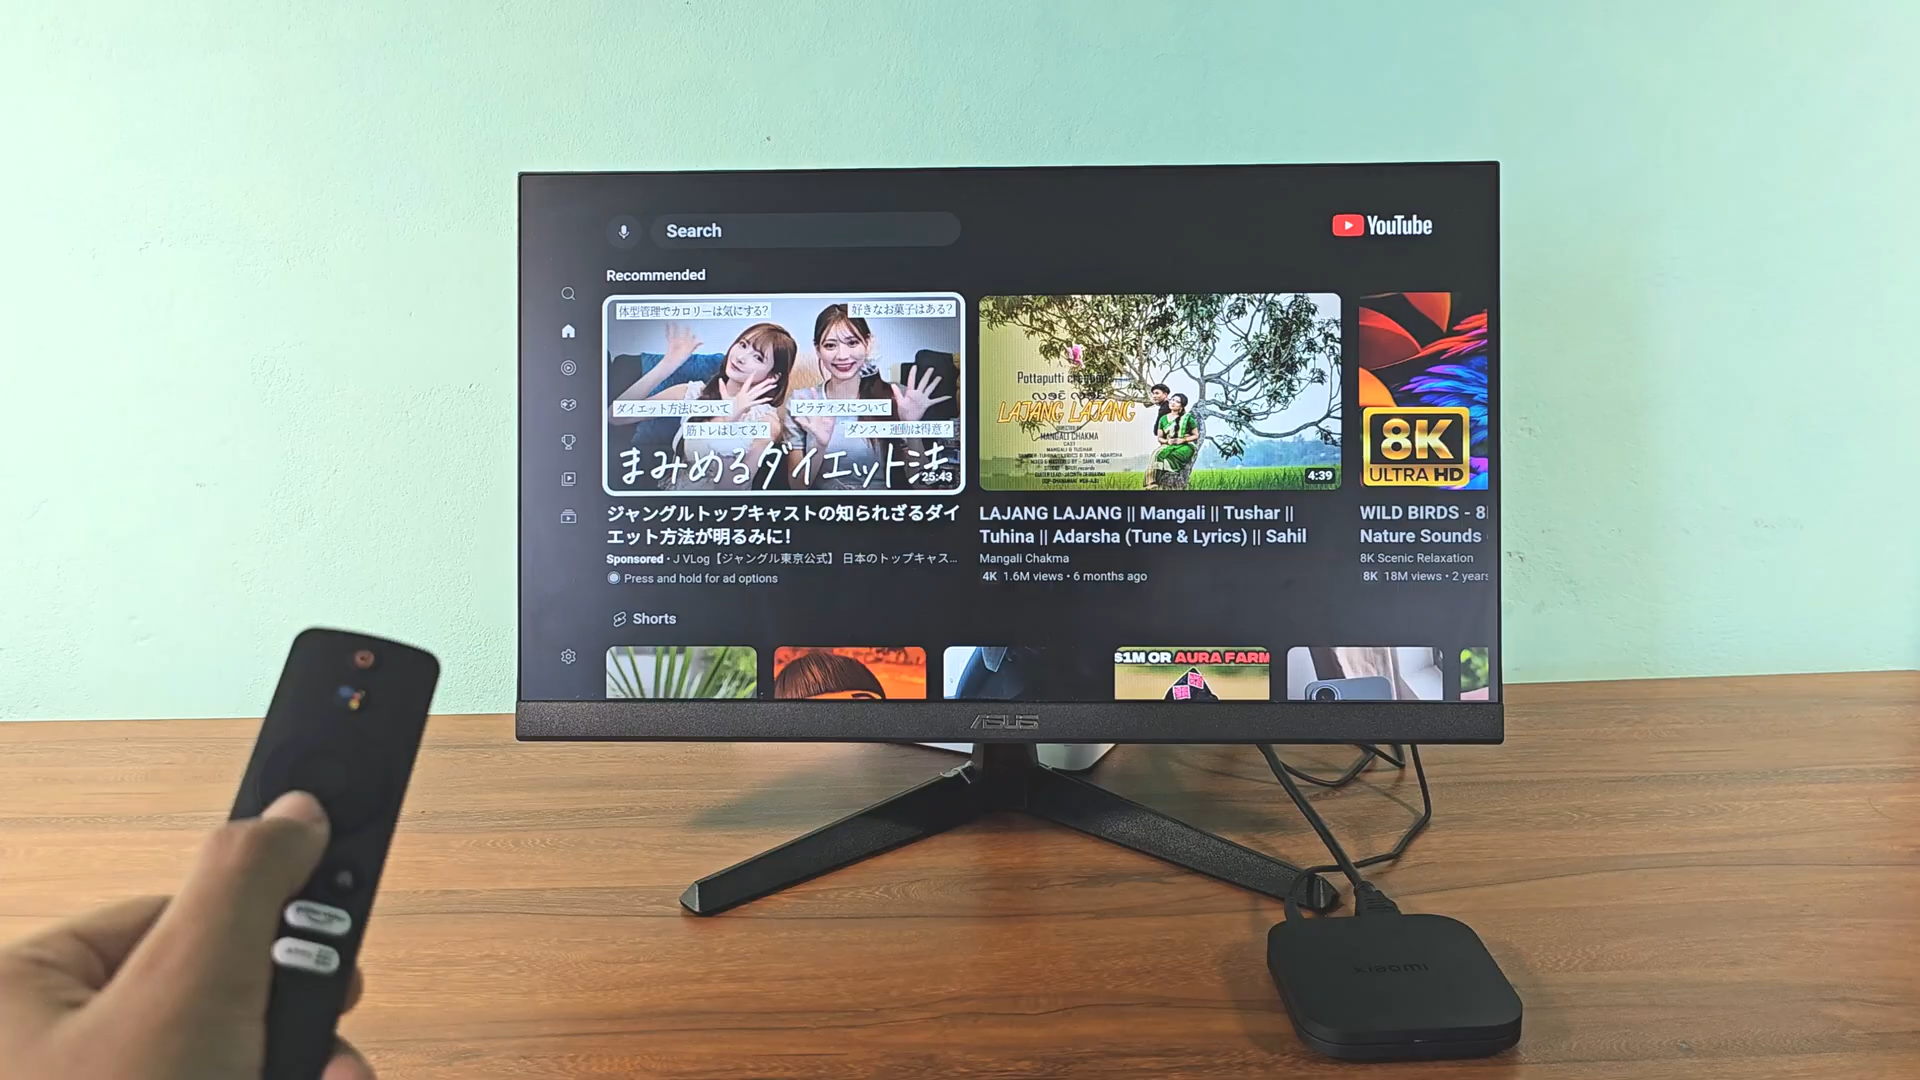 Search
YouTube
Recommended
体型管理でカロリーは気にする?
好きなお菓子はある?
ダイエット方法について
ピラティスについて
筋トレはしてる?
ダンス・運動は得意?
まみめるダイエット法
25:43
Pottaputti creation
LAJANG LAJANG
MANGALI CHAKMA
CAST
MANGALI & TUSHAR
4:39
8K
ULTRA HD
ジャングルトップキャストの知られざるダイ
エット方法が明るみに!
Sponsored • J VLog【ジャングル東京公式】 日本のトップキャス…
Press and hold for ad options
LAJANG LAJANG || Mangali || Tushar ||
Tuhina || Adarsha (Tune & Lyrics) || Sahil
Mangali Chakma
4K 1.6M views • 6 months ago
WILD BIRDS - 8
Nature Sounds
8K Scenic Relaxation
8K 18M views • 2 years
Shorts
$1M OR AURA FARM
ASUS
xiaomi